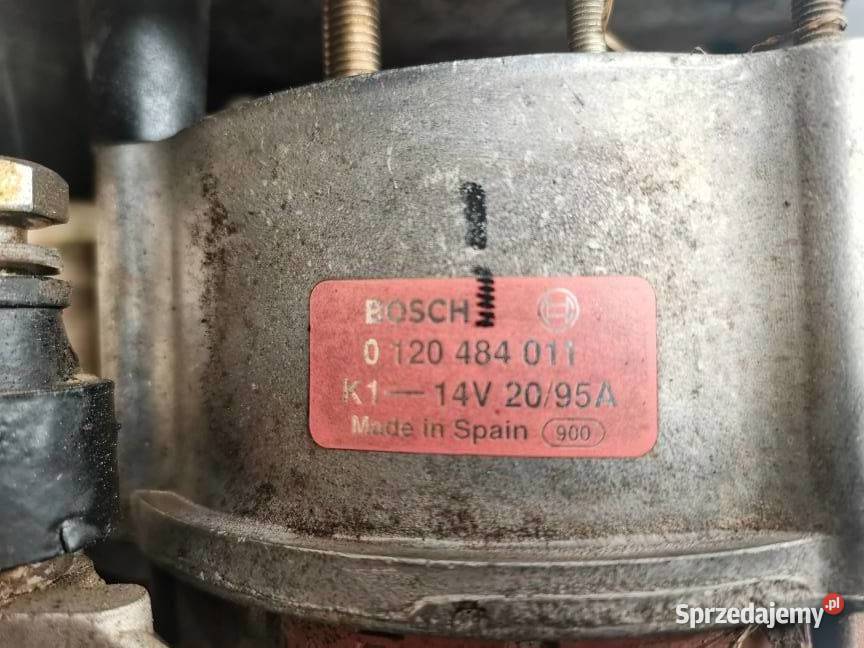 BOSCH
0 120 484 011
K1— 14V 20/95A
Made in Spain 900
Sprzedajemy.pl